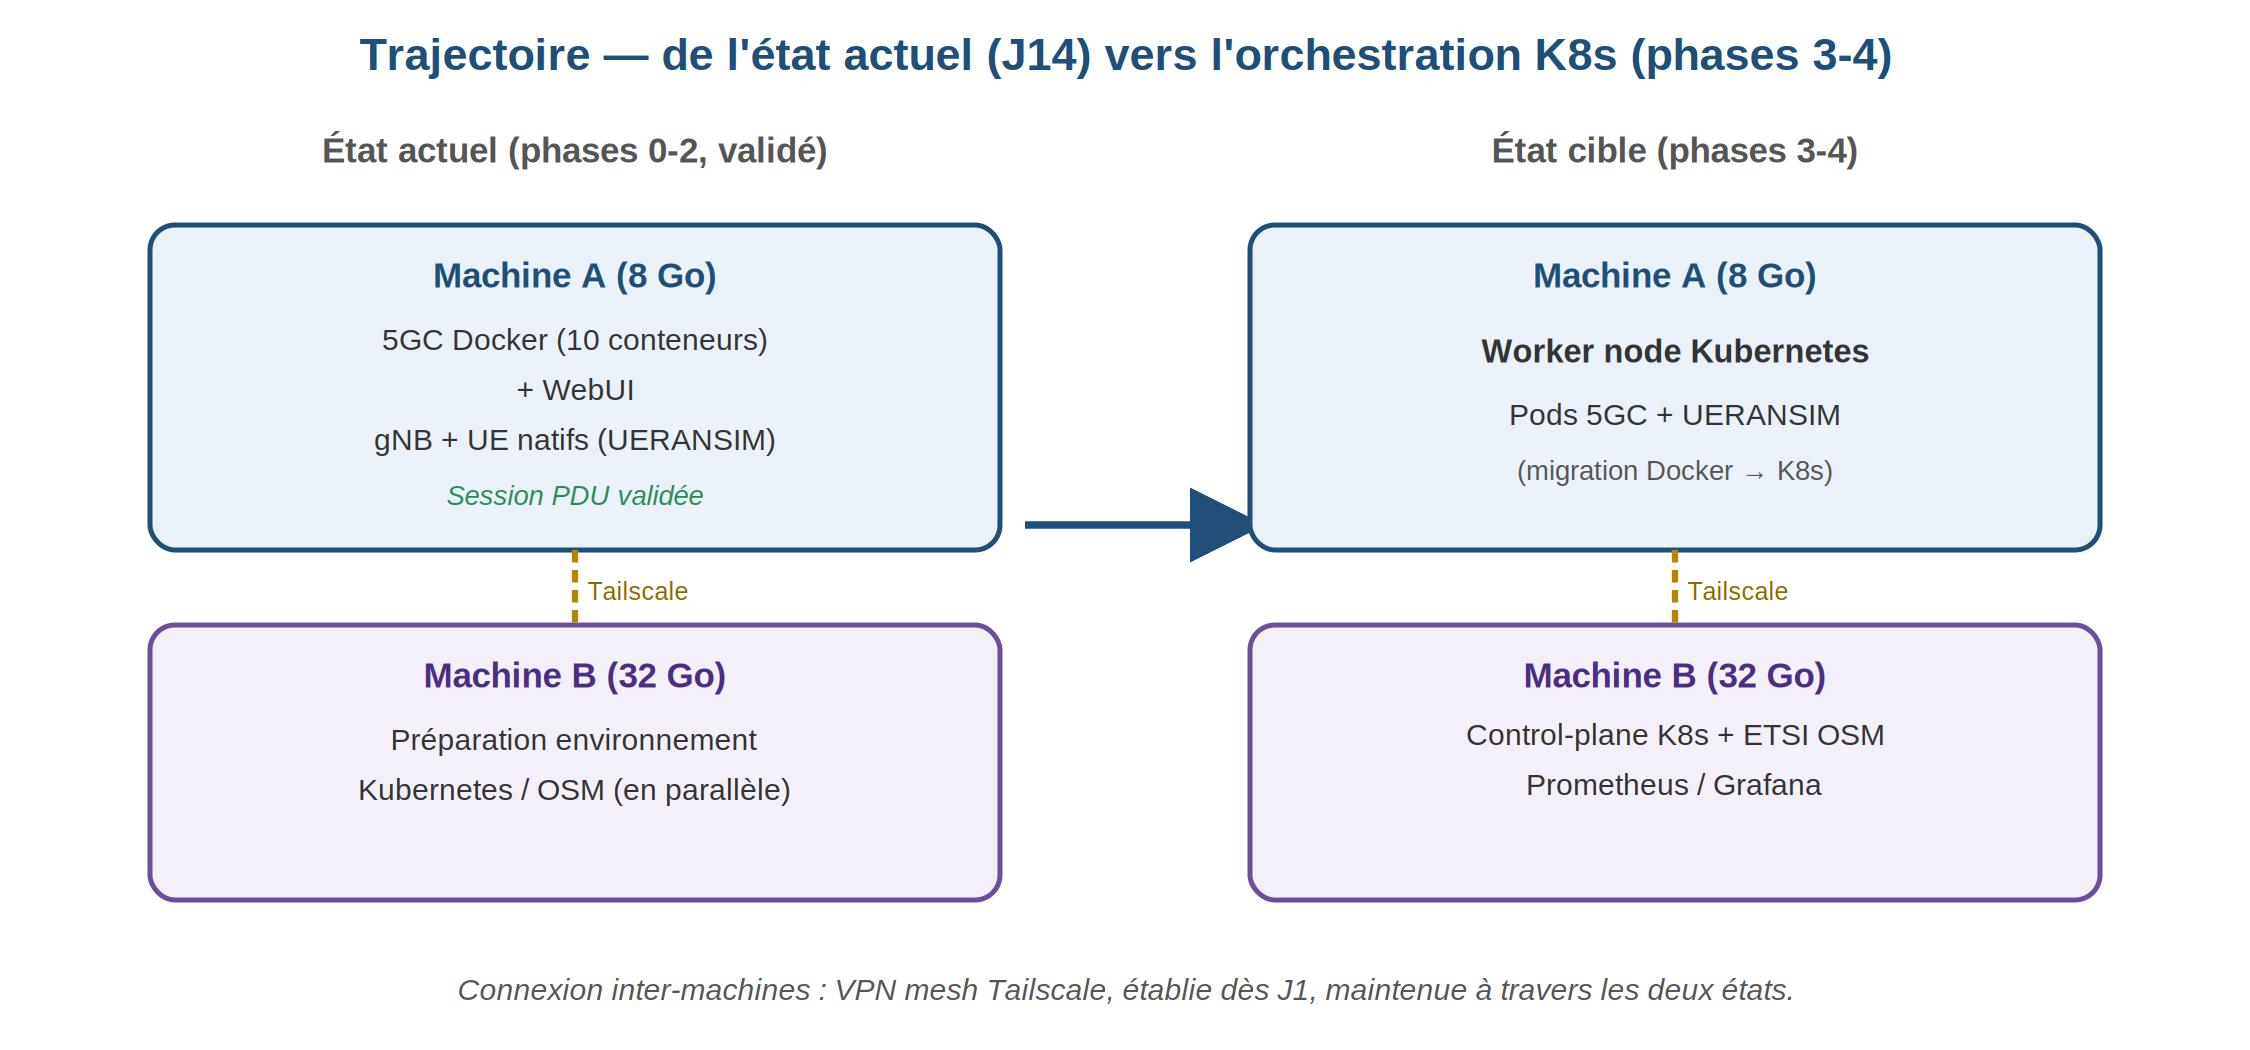 Trajectoire — de l'état actuel (J14) vers l'orchestration K8s (phases 3-4)
État actuel (phases 0-2, validé)
Machine A (8 Go)
5GC Docker (10 conteneurs)
+ WebUI
gNB + UE natifs (UERANSIM)
Session PDU validée
Tailscale
Machine B (32 Go)
Préparation environnement
Kubernetes / OSM (en parallèle)
État cible (phases 3-4)
Machine A (8 Go)
Worker node Kubernetes
Pods 5GC + UERANSIM
(migration Docker → K8s)
Tailscale
Machine B (32 Go)
Control-plane K8s + ETSI OSM
Prometheus / Grafana
Connexion inter-machines : VPN mesh Tailscale, établie dès J1, maintenue à travers les deux états.